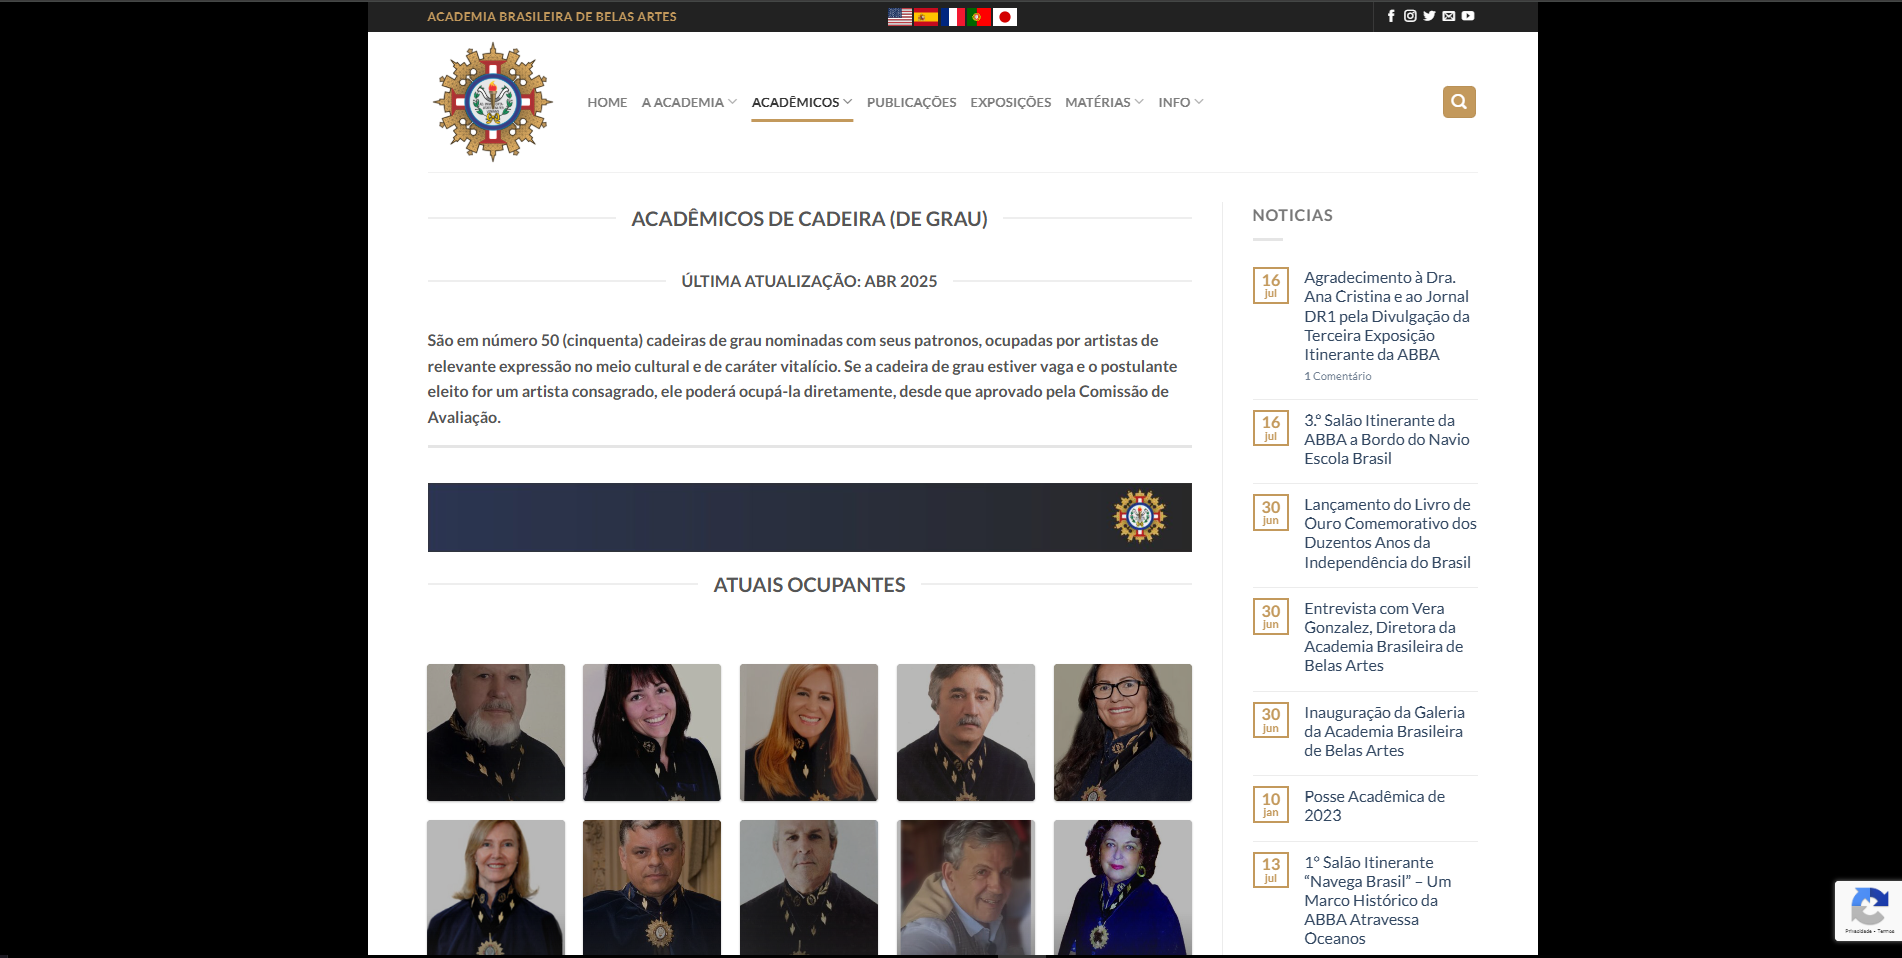 ACADEMIA BRASILEIRA DE BELAS ARTES
HOME
A ACADEMIA
ACADÊMICOS
PUBLICAÇÕES
EXPOSIÇÕES
MATÉRIAS
INFO
ACADÊMICOS DE CADEIRA (DE GRAU)
ÚLTIMA ATUALIZAÇÃO: ABR 2025
São em número 50 (cinquenta) cadeiras de grau nominadas com seus patronos, ocupadas por artistas de
relevante expressão no meio cultural e de caráter vitalício. Se a cadeira de grau estiver vaga e o postulante
eleito for um artista consagrado, ele poderá ocupá-la diretamente, desde que aprovado pela Comissão de
Avaliação.
ATUAIS OCUPANTES
NOTICIAS
16
jul
Agradecimento à Dra.
Ana Cristina e ao Jornal
DR1 pela Divulgação da
Terceira Exposição
Itinerante da ABBA
1 Comentário
16
jul
3.º Salão Itinerante da
ABBA a Bordo do Navio
Escola Brasil
30
jun
Lançamento do Livro de
Ouro Comemorativo dos
Duzentos Anos da
Independência do Brasil
30
jun
Entrevista com Vera
Gonzalez, Diretora da
Academia Brasileira de
Belas Artes
30
jun
Inauguração da Galeria
da Academia Brasileira
de Belas Artes
10
jan
Posse Acadêmica de
2023
13
jul
1º Salão Itinerante
“Navega Brasil” – Um
Marco Histórico da
ABBA Atravessa
Oceanos
Privacidade - Termos